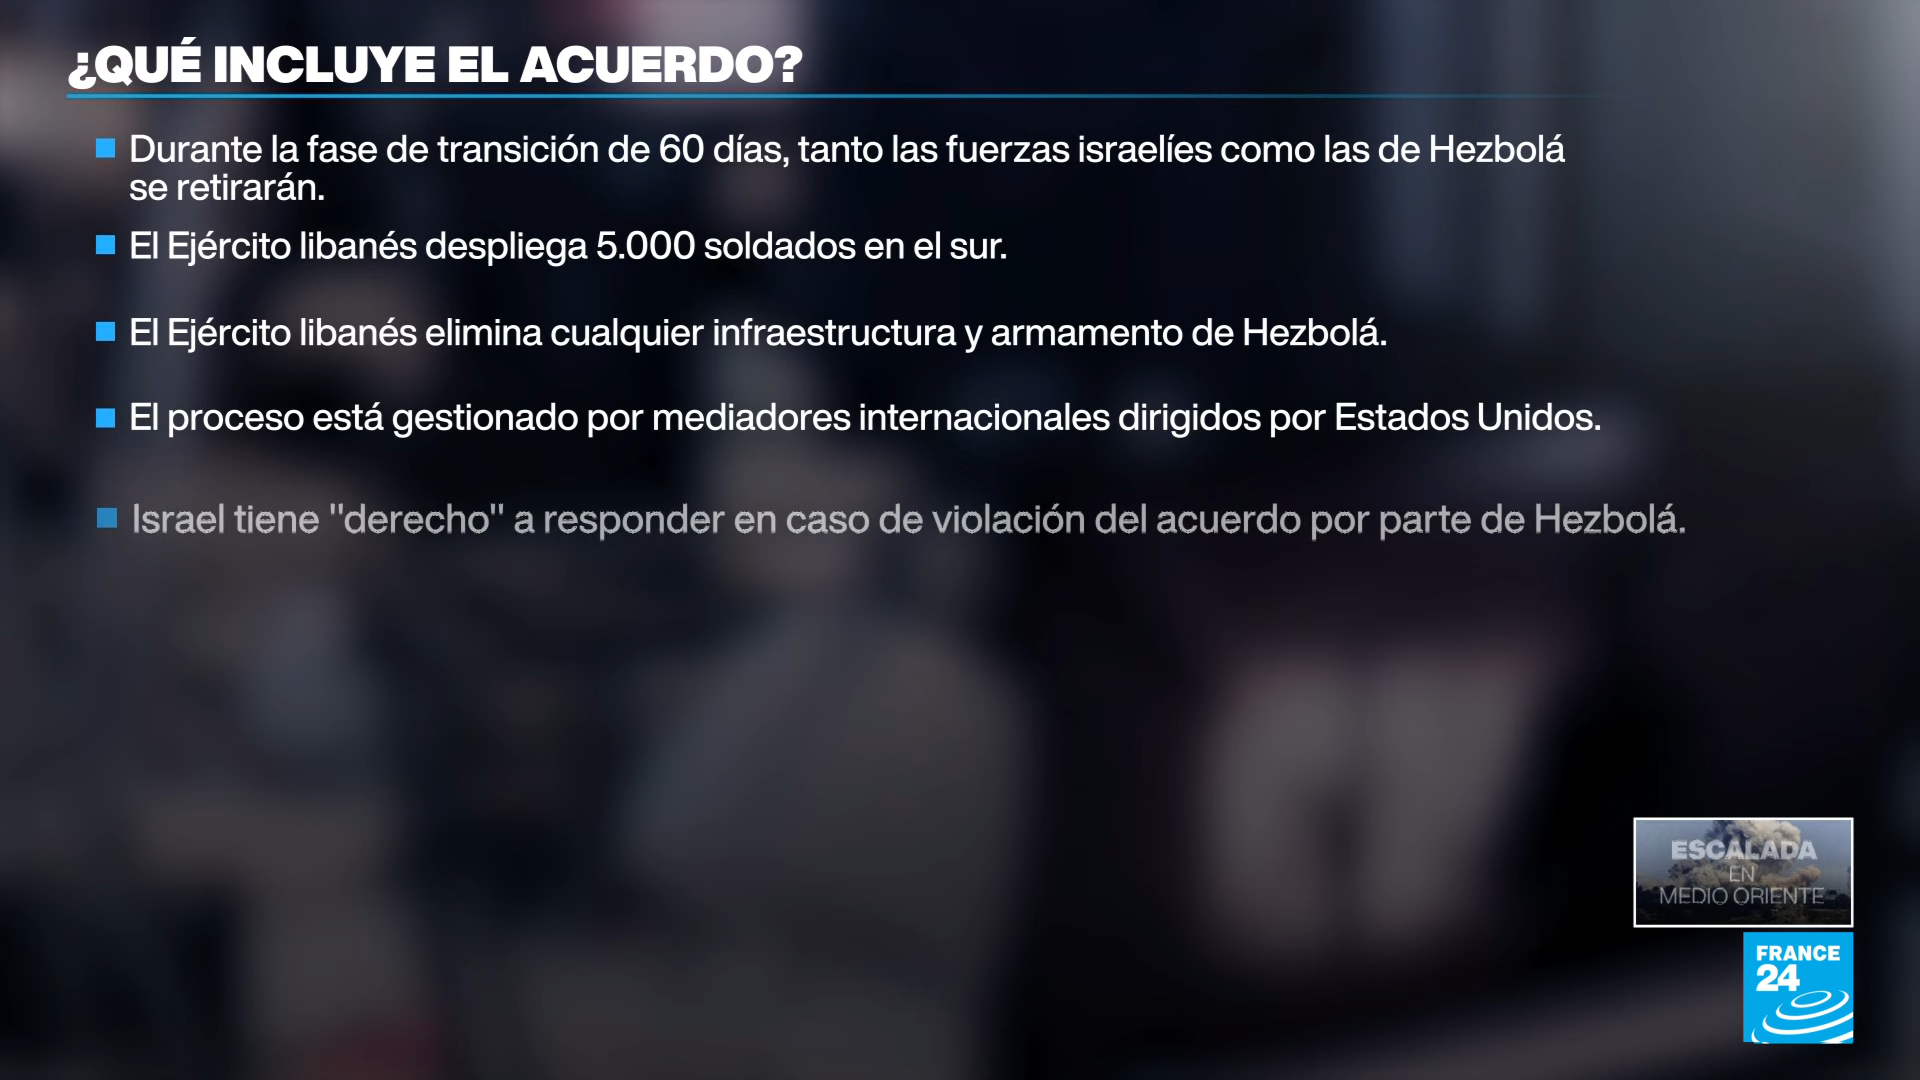 ¿QUÉ INCLUYE EL ACUERDO?
Durante la fase de transición de 60 días, tanto las fuerzas israelíes como las de Hezbolá
se retirarán.
El Ejército libanés despliega 5.000 soldados en el sur.
El Ejército libanés elimina cualquier infraestructura y armamento de Hezbolá.
El proceso está gestionado por mediadores internacionales dirigidos por Estados Unidos.
Israel tiene "derecho" a responder en caso de violación del acuerdo por parte de Hezbolá.
ESCALADA
EN
MEDIO ORIENTE
FRANCE
24